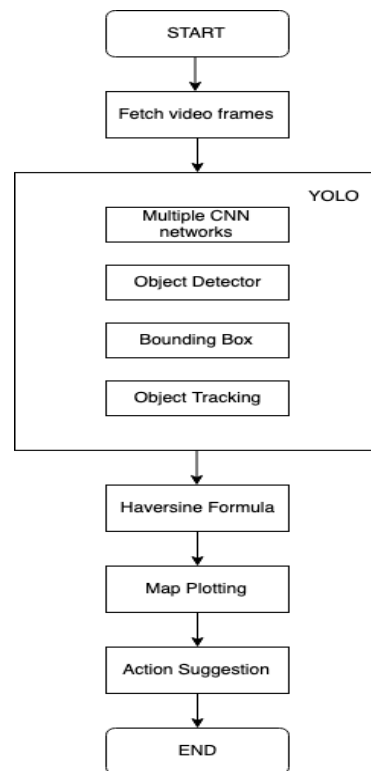 START
Fetch video frames
YOLO
Multiple CNN
networks
Object Detector
Bounding Box
Object Tracking
Haversine Formula
Map Plotting
Action Suggestion
END